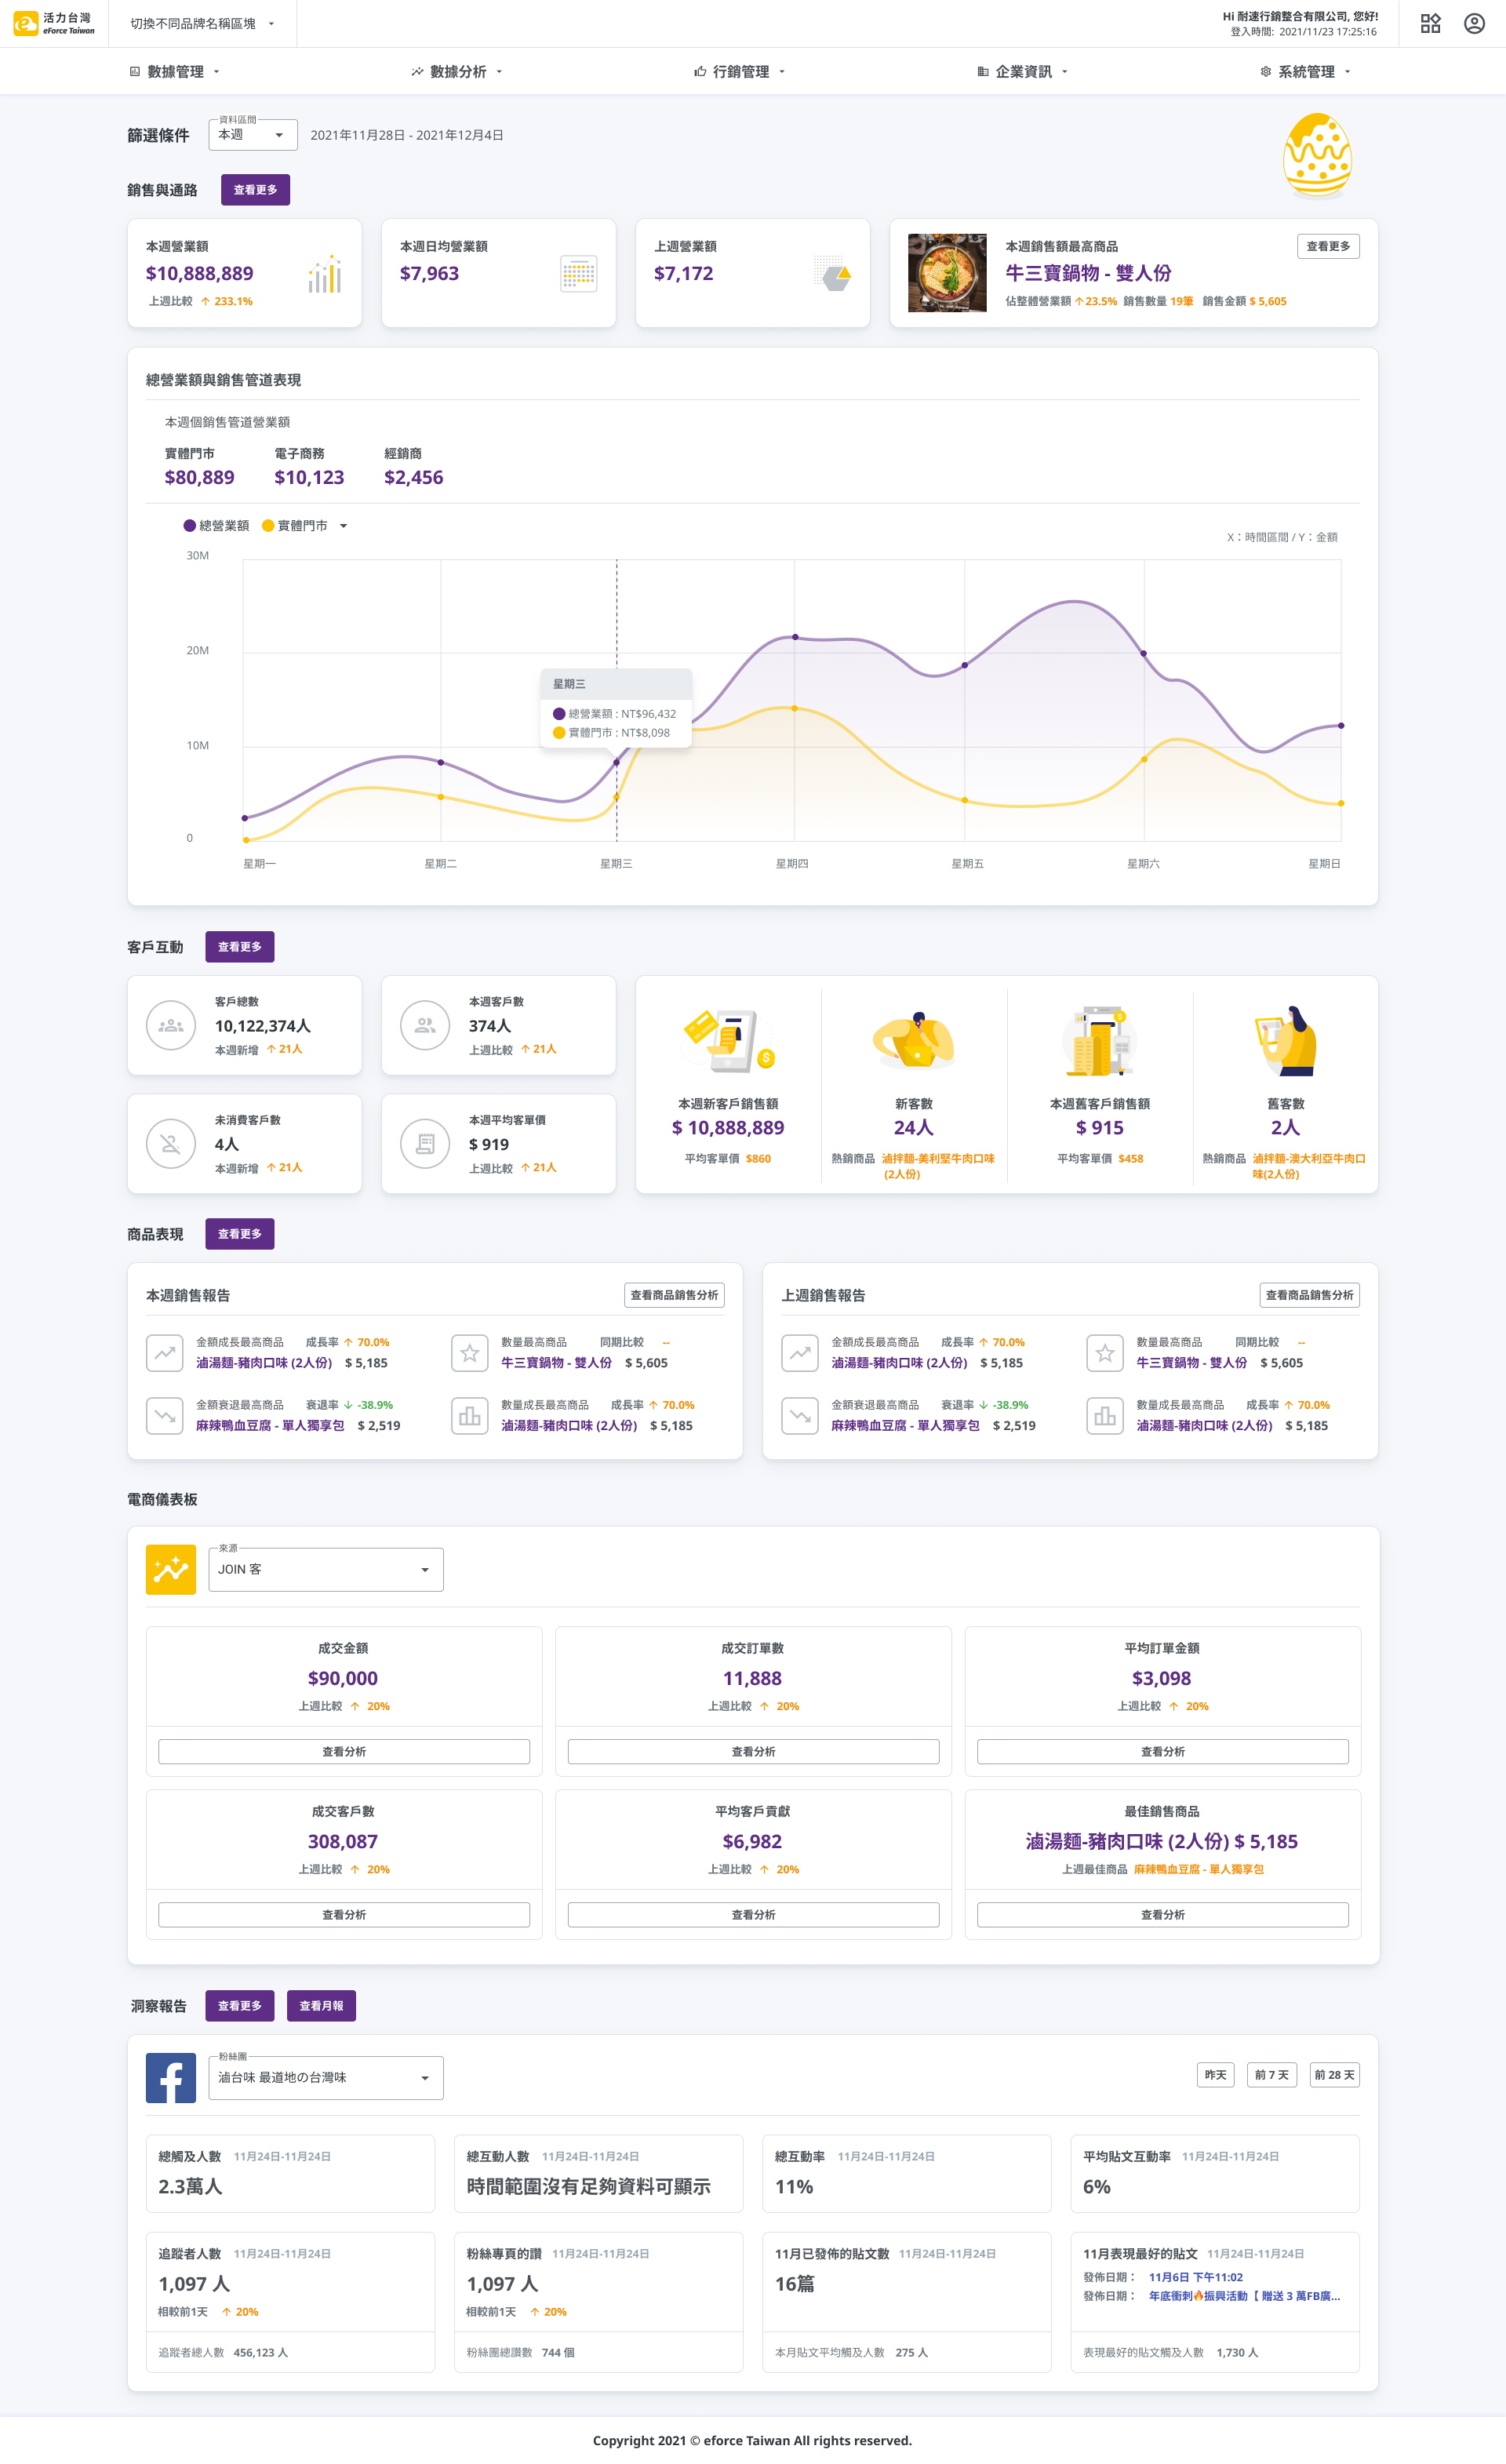 活力台灣
eForce Taiwan
切換不同品牌名稱區塊
Hi 耐速行銷整合有限公司, 您好!
登入時間: 2021/11/23 17:25:16
數據管理 數據分析 行銷管理 企業資訊 系統管理
篩選條件 資料區間 本週 2021年11月28日 - 2021年12月4日
銷售與通路 查看更多
本週營業額
$10,888,889
上週比較 ↑ 233.1%
本週日均營業額
$7,963
上週營業額
$7,172
本週銷售額最高商品 查看更多
牛三寶鍋物 - 雙人份
佔整體營業額 ↑ 23.5% 銷售數量 19筆 銷售金額 $ 5,605
總營業額與銷售管道表現
本週個銷售管道營業額
實體門市 電子商務 經銷商
$80,889 $10,123 $2,456
總營業額 實體門市
X：時間區間 / Y：金額
30M
20M
10M
0
星期三
總營業額 : NT$96,432
實體門市 : NT$8,098
星期一 星期二 星期三 星期四 星期五 星期六 星期日
客戶互動 查看更多
客戶總數
10,122,374人
本週新增 ↑ 21人
本週客戶數
374人
上週比較 ↑ 21人
未消費客戶數
4人
本週新增 ↑ 21人
本週平均客單價
$ 919
上週比較 ↑ 21人
本週新客戶銷售額
$ 10,888,889
平均客單價 $860
新客數
24人
熱銷商品 滷拌麵-美利堅牛肉口味
(2人份)
本週舊客戶銷售額
$ 915
平均客單價 $458
舊客數
2人
熱銷商品 滷拌麵-澳大利亞牛肉口
味(2人份)
商品表現 查看更多
本週銷售報告 查看商品銷售分析
金額成長最高商品 成長率 ↑ 70.0%
滷湯麵-豬肉口味 (2人份) $ 5,185
數量最高商品 同期比較 --
牛三寶鍋物 - 雙人份 $ 5,605
金額衰退最高商品 衰退率 ↓ -38.9%
麻辣鴨血豆腐 - 單人獨享包 $ 2,519
數量成長最高商品 成長率 ↑ 70.0%
滷湯麵-豬肉口味 (2人份) $ 5,185
上週銷售報告 查看商品銷售分析
金額成長最高商品 成長率 ↑ 70.0%
滷湯麵-豬肉口味 (2人份) $ 5,185
數量最高商品 同期比較 --
牛三寶鍋物 - 雙人份 $ 5,605
金額衰退最高商品 衰退率 ↓ -38.9%
麻辣鴨血豆腐 - 單人獨享包 $ 2,519
數量成長最高商品 成長率 ↑ 70.0%
滷湯麵-豬肉口味 (2人份) $ 5,185
電商儀表板
來源
JOIN 客
成交金額
$90,000
上週比較 ↑ 20%
查看分析
成交訂單數
11,888
上週比較 ↑ 20%
查看分析
平均訂單金額
$3,098
上週比較 ↑ 20%
查看分析
成交客戶數
308,087
上週比較 ↑ 20%
查看分析
平均客戶貢獻
$6,982
上週比較 ↑ 20%
查看分析
最佳銷售商品
滷湯麵-豬肉口味 (2人份) $ 5,185
上週最佳商品 麻辣鴨血豆腐 - 單人獨享包
查看分析
洞察報告 查看更多 查看月報
粉絲團
滷台味 最道地の台灣味
昨天 前 7 天 前 28 天
總觸及人數 11月24日-11月24日
2.3萬人
總互動人數 11月24日-11月24日
時間範圍沒有足夠資料可顯示
總互動率 11月24日-11月24日
11%
平均貼文互動率 11月24日-11月24日
6%
追蹤者人數 11月24日-11月24日
1,097 人
相較前1天 ↑ 20%
追蹤者總人數 456,123 人
粉絲專頁的讚 11月24日-11月24日
1,097 人
相較前1天 ↑ 20%
粉絲團總讚數 744 個
11月已發佈的貼文數 11月24日-11月24日
16篇
本月貼文平均觸及人數 275 人
11月表現最好的貼文 11月24日-11月24日
發佈日期： 11月6日 下午11:02
發佈日期： 年底衝刺🔥振興活動【 贈送 3 萬FB廣...
表現最好的貼文觸及人數 1,730 人
Copyright 2021 © eforce Taiwan All rights reserved.